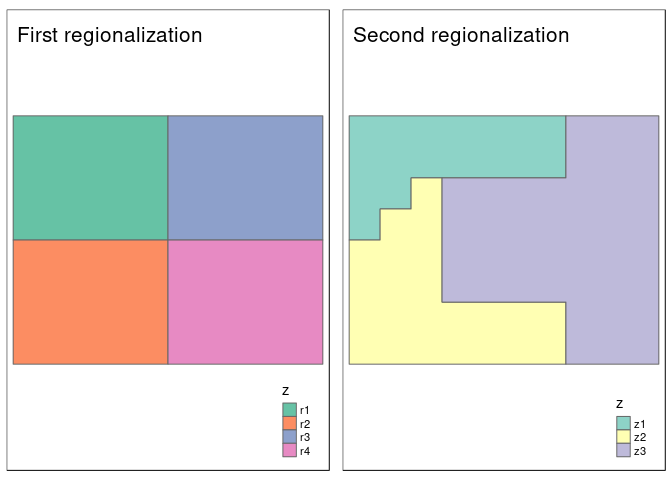 First regionalization
z
r1
r2
r3
r4
Second regionalization
z
z1
z2
z3